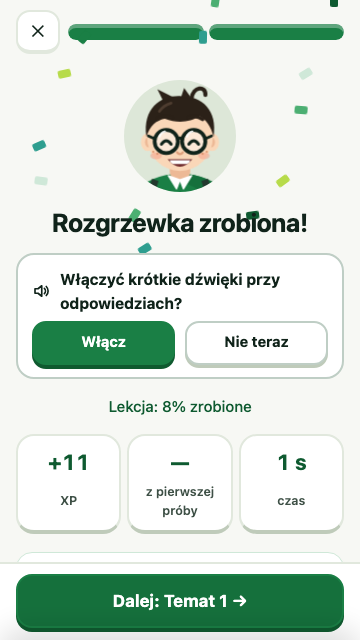 Rozgrzewka zrobiona!
Włączyć krótkie dźwięki przy
odpowiedziach?
Włącz
Nie teraz
Lekcja: 8% zrobione
+11
XP
—
z pierwszej
próby
1 s
czas
Dalej: Temat 1 →